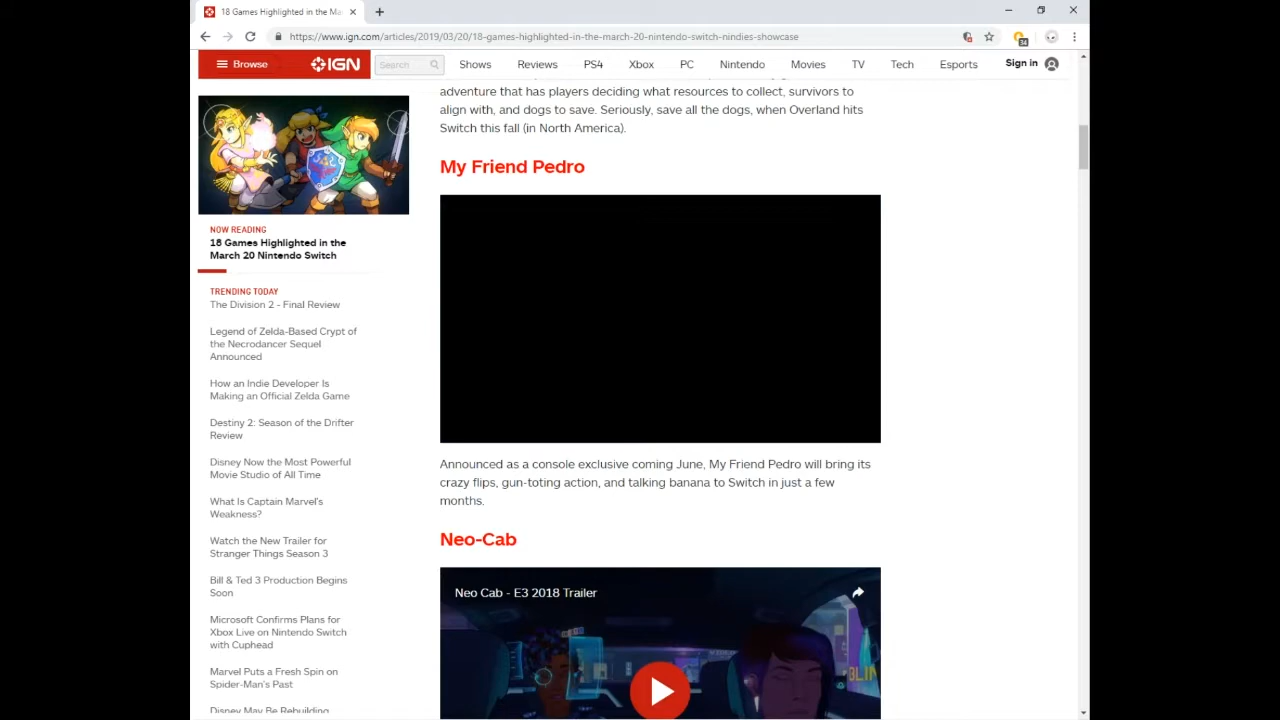 18 Games Highlighted in the Ma
https://www.ign.com/articles/2019/03/20/18-games-highlighted-in-the-march-20-nintendo-switch-nindies-showcase
34
Browse
IGN
Search
Shows
Reviews
PS4
Xbox
PC
Nintendo
Movies
TV
Tech
Esports
Sign in
NOW READING
18 Games Highlighted in the
March 20 Nintendo Switch
TRENDING TODAY
The Division 2 - Final Review
Legend of Zelda-Based Crypt of
the Necrodancer Sequel
Announced
How an Indie Developer Is
Making an Official Zelda Game
Destiny 2: Season of the Drifter
Review
Disney Now the Most Powerful
Movie Studio of All Time
What Is Captain Marvel's
Weakness?
Watch the New Trailer for
Stranger Things Season 3
Bill & Ted 3 Production Begins
Soon
Microsoft Confirms Plans for
Xbox Live on Nintendo Switch
with Cuphead
Marvel Puts a Fresh Spin on
Spider-Man's Past
Disney May Be Rebuilding
adventure that has players deciding what resources to collect, survivors to
align with, and dogs to save. Seriously, save all the dogs, when Overland hits
Switch this fall (in North America).
My Friend Pedro
Announced as a console exclusive coming June, My Friend Pedro will bring its
crazy flips, gun-toting action, and talking banana to Switch in just a few
months.
Neo-Cab
Neo Cab - E3 2018 Trailer